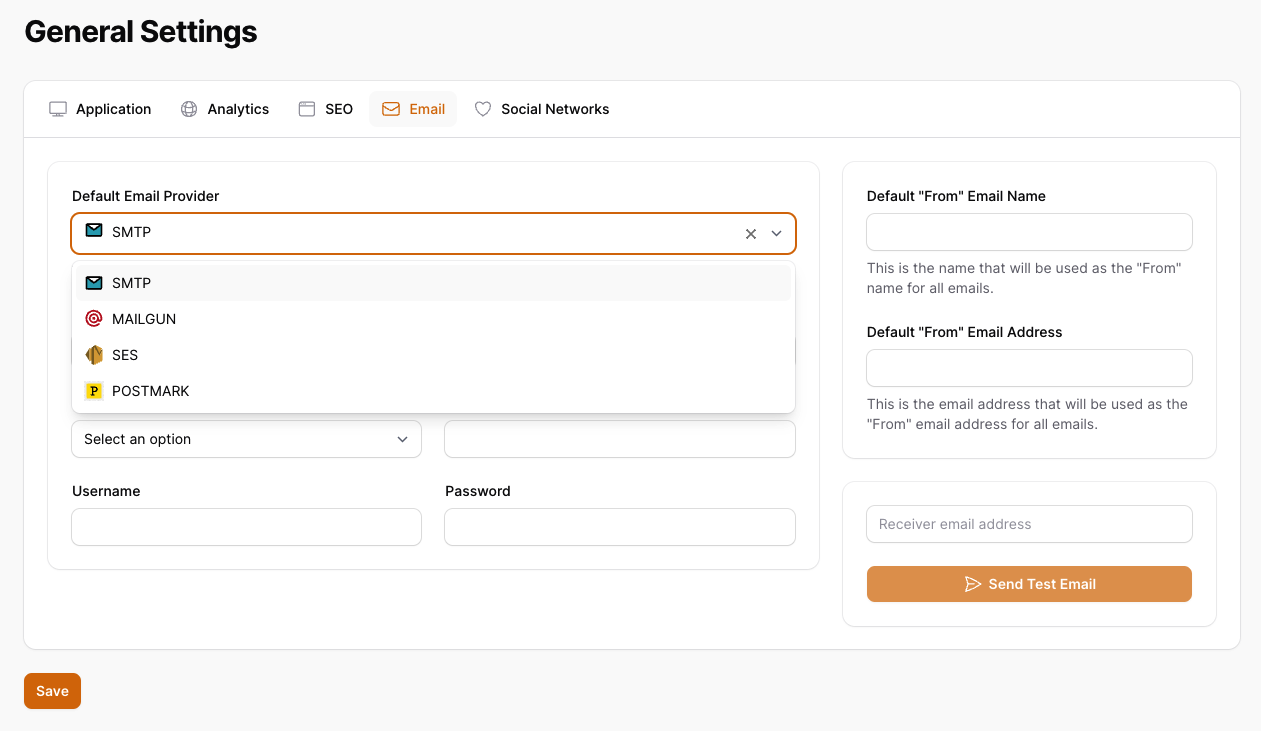 General Settings
Application
Analytics
SEO
Email
Social Networks
Default Email Provider
SMTP
SMTP
MAILGUN
SES
P
POSTMARK
Select an option
Username
Password
Default "From" Email Name
This is the name that will be used as the "From"
name for all emails.
Default "From" Email Address
This is the email address that will be used as the
"From" email address for all emails.
Receiver email address
Send Test Email
Save